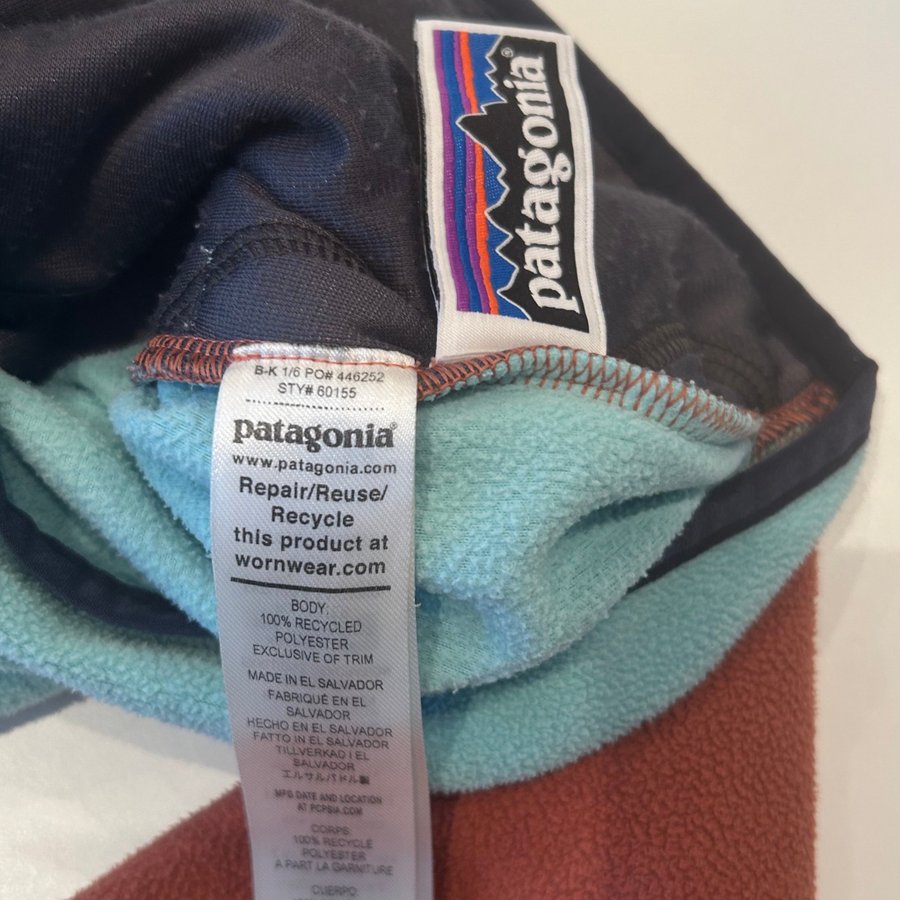 patagonia®
B-K 1/6 PO# 446252
STY# 60155
patagonia®
www.patagonia.com
Repair/Reuse/
Recycle
this product at
wornwear.com
BODY:
100% RECYCLED
POLYESTER
EXCLUSIVE OF TRIM
MADE IN EL SALVADOR
FABRIQUÉ EN EL
SALVADOR
HECHO EN EL SALVADOR
FATTO IN EL SALVADOR
TILLVERKAD I EL
SALVADOR
エルサルバドル製
MFG DATE AND LOCATION
AT PCPSIA.COM
CORPS
100% RECYCLÉ
POLYESTER
A PART LA GARNITURE
CUERPO